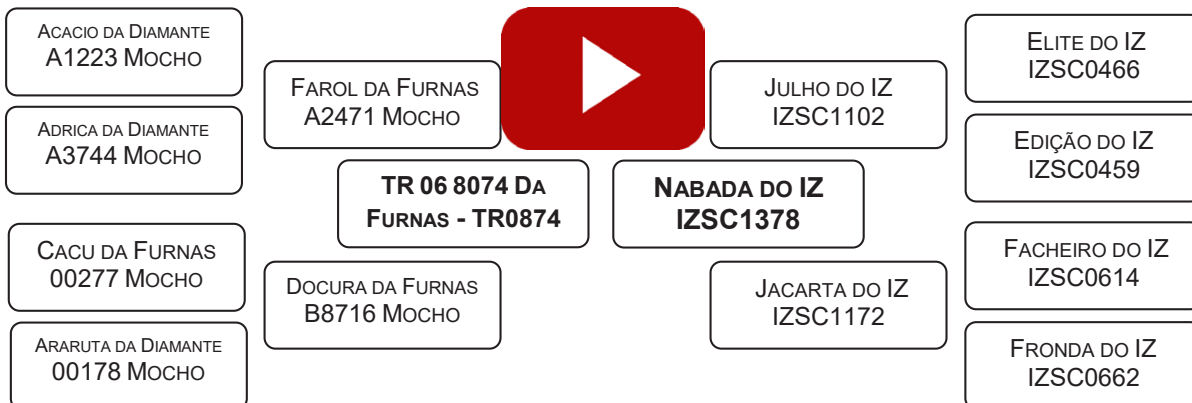 Acacio da Diamante
A1223 Mocho
Adrica da Diamante
A3744 Mocho
Cacu da Furnas
00277 Mocho
Araruta da Diamante
00178 Mocho
Farol da Furnas
A2471 Mocho
Docura da Furnas
B8716 Mocho
TR 06 8074 Da
Furnas - TR0874
Nabada do IZ
IZSC1378
Julho do IZ
IZSC1102
Jacarta do IZ
IZSC1172
Elite do IZ
IZSC0466
Edição do IZ
IZSC0459
Facheiro do IZ
IZSC0614
Fronda do IZ
IZSC0662